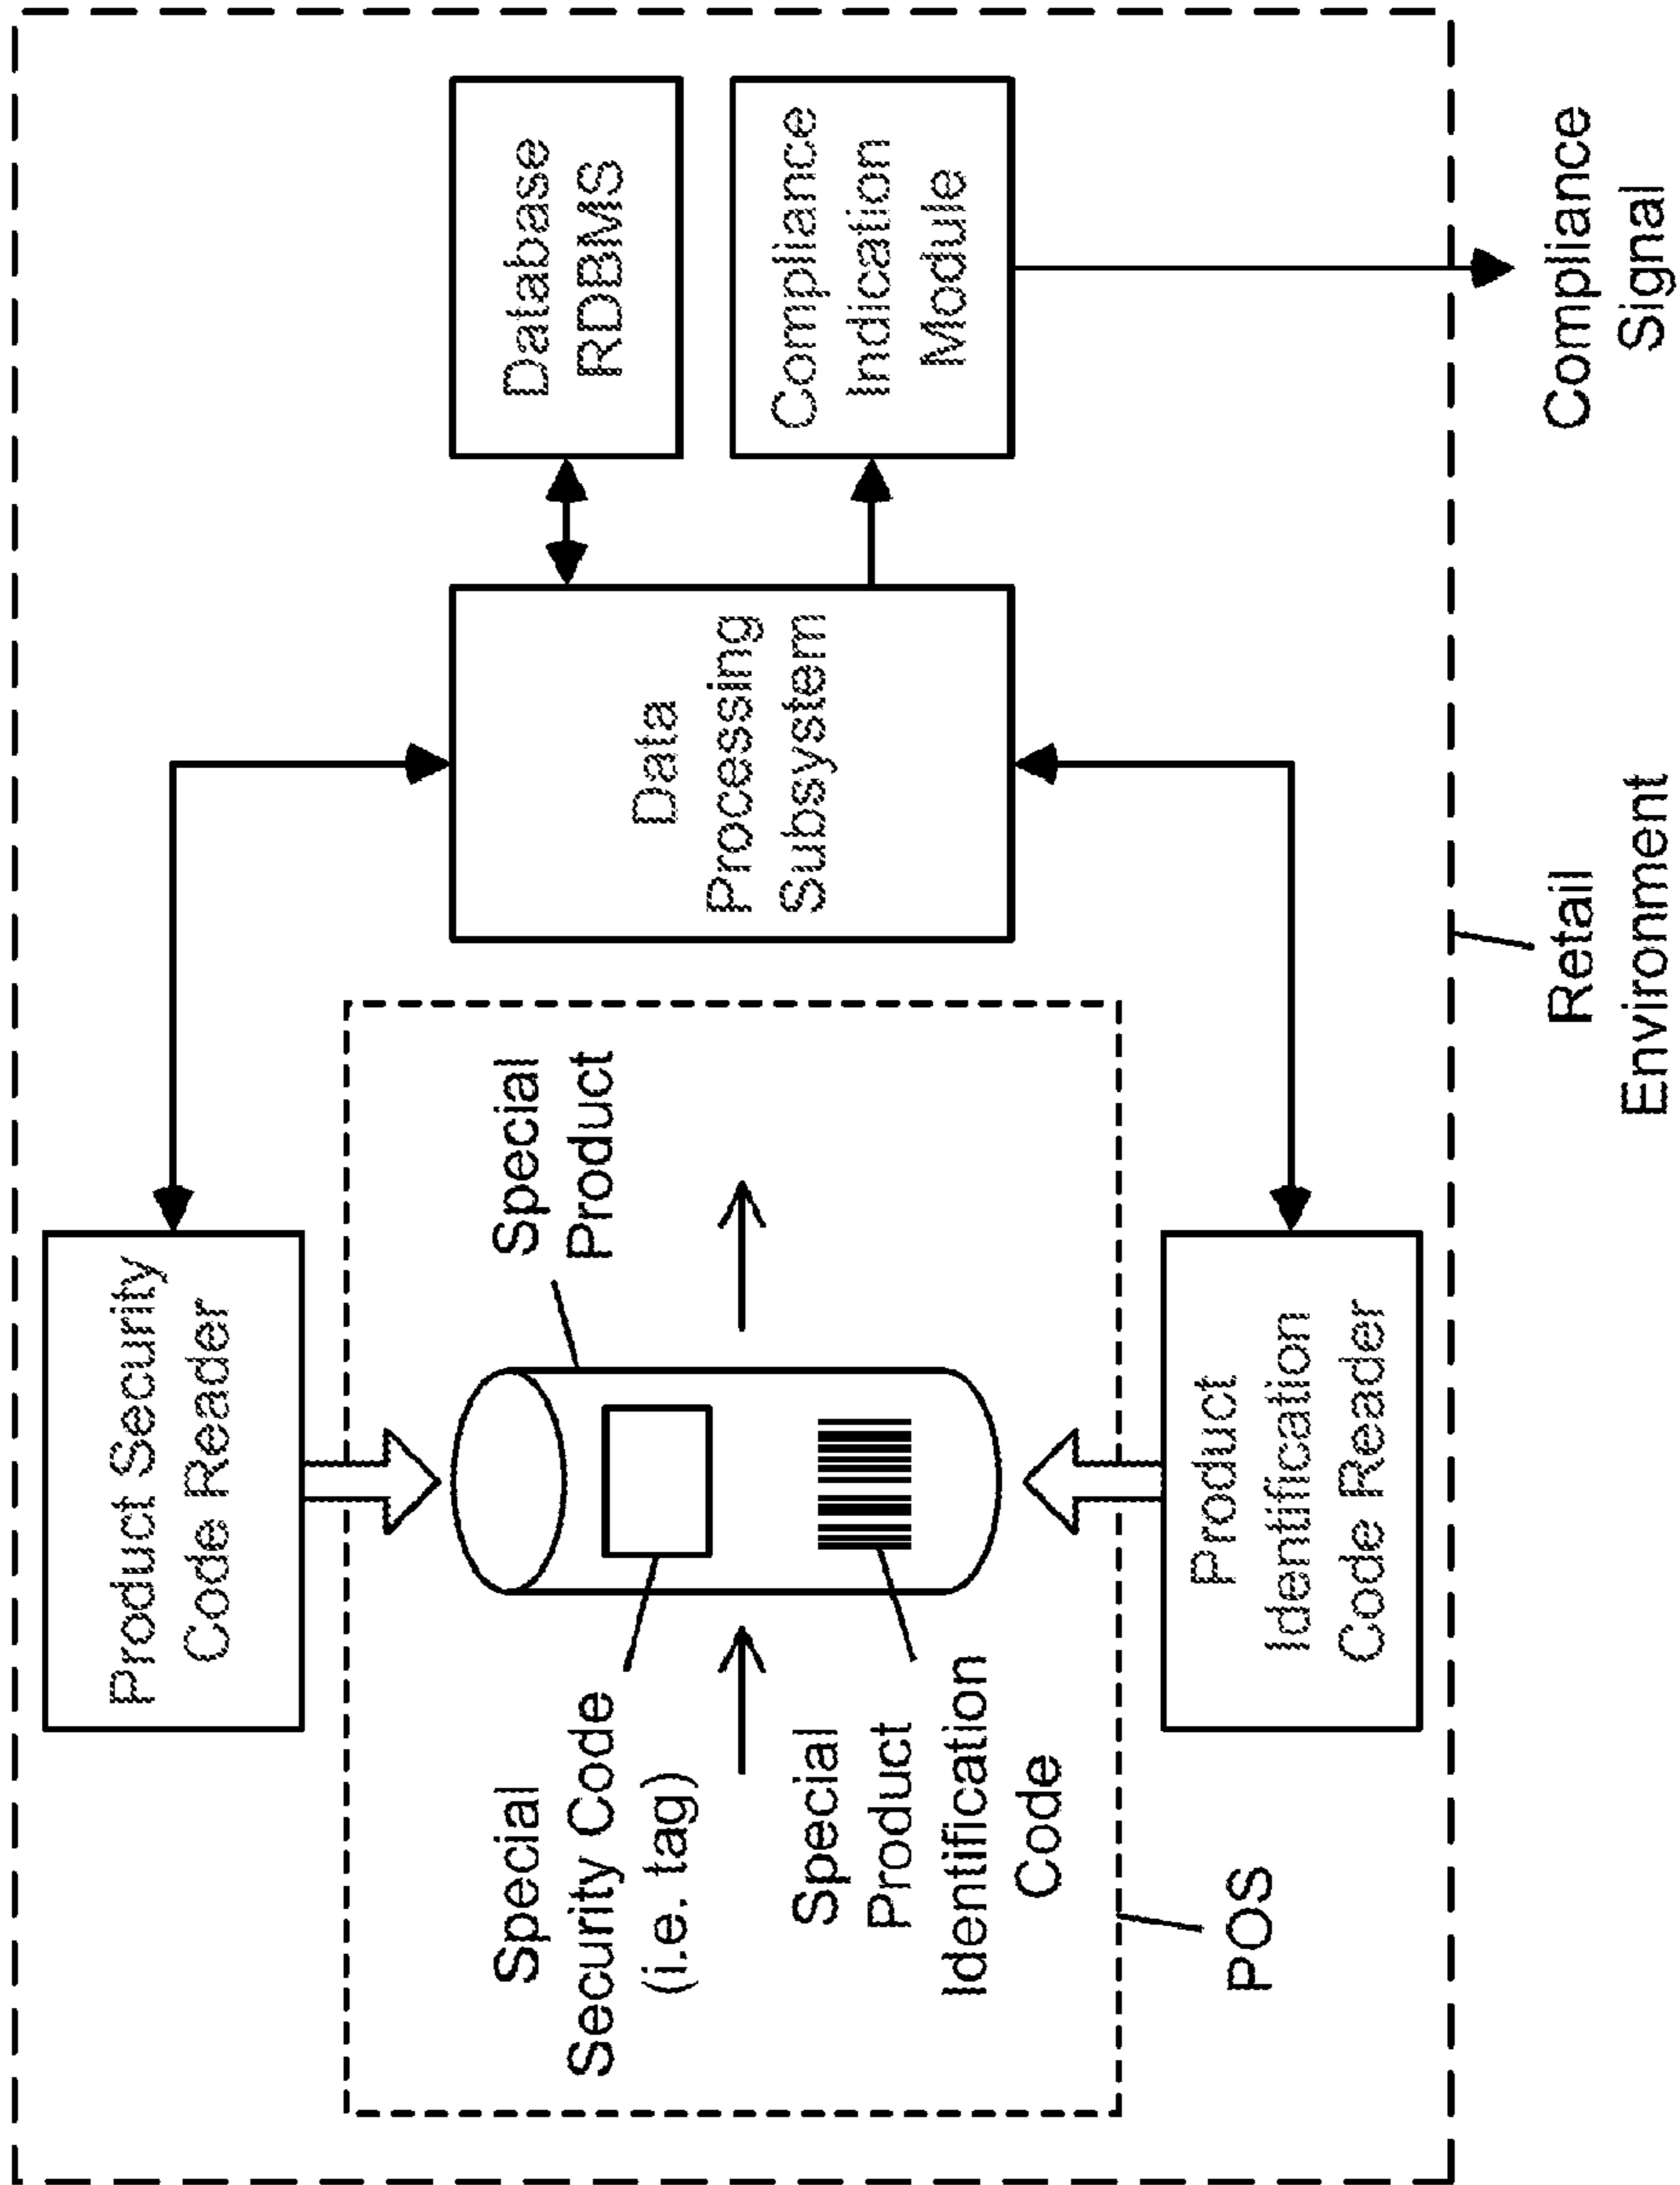 Product Security
Code Reader
Special
Security Code
(i.e. tag)
Special
Product
Special
Product
Identification
Code
POS
Product
Identification
Code Reader
Data
Processing
Subsystem
Database
RDBMS
Compliance
Indication
Module
Retail
Environment
Compliance
Signal